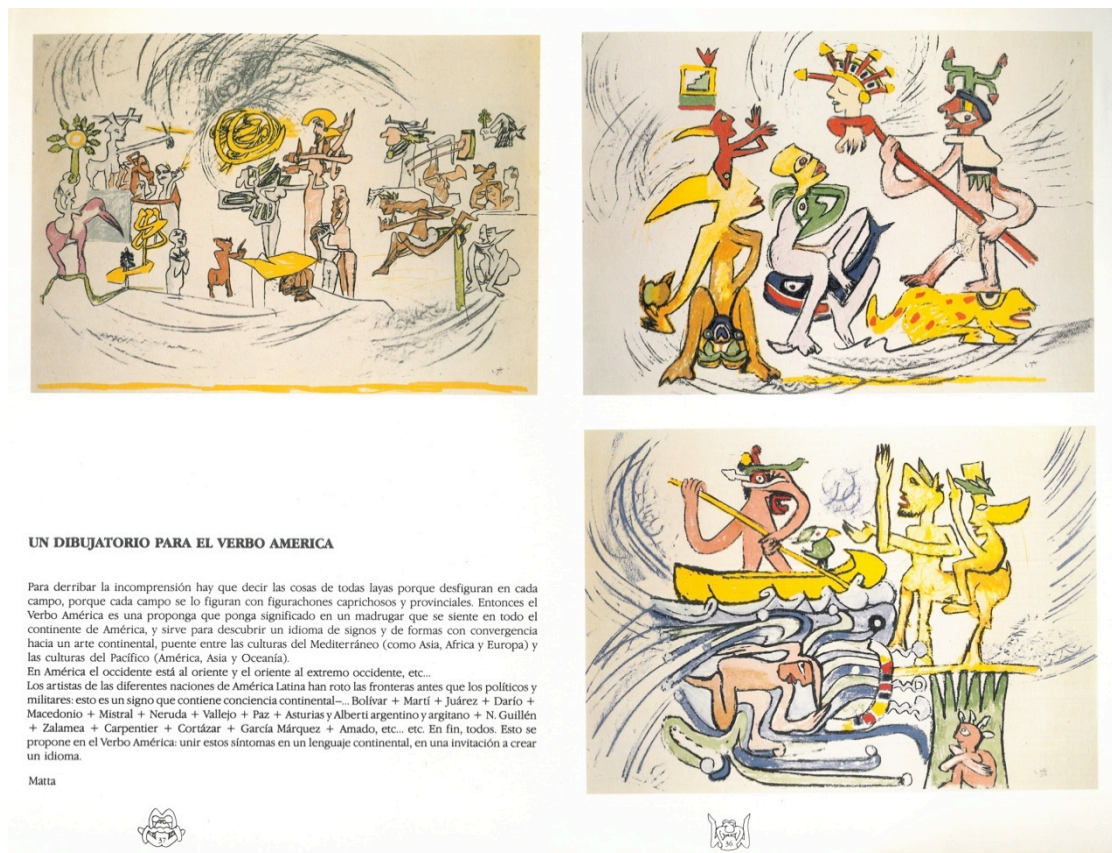 UN DIBUJATORIO PARA EL VERBO AMERICA
Para derribar la incomprensión hay que decir las cosas de todas layas porque desfiguran en cada
campo, porque cada campo se lo figuran con figurachones caprichosos y provinciales. Entonces el
Verbo América es una proponga que ponga significado en un madrugar que se siente en todo el
continente de América, y sirve para descubrir un idioma de signos y de formas con convergencia
hacia un arte continental, puente entre las culturas del Mediterráneo (como Asia, Africa y Europa) y
las culturas del Pacífico (América, Asia y Oceanía).
En América el occidente está al oriente y el oriente al extremo occidente, etc...
Los artistas de las diferentes naciones de América Latina han roto las fronteras antes que los políticos y
militares: esto es un signo que contiene conciencia continental–... Bolívar + Martí + Juárez + Darío +
Macedonio + Mistral + Neruda + Vallejo + Paz + Asturias y Alberti argentino y argitano + N. Guillén
+ Zalamea + Carpentier + Cortázar + García Márquez + Amado, etc... etc. En fin, todos. Esto se
propone en el Verbo América: unir estos síntomas en un lenguaje continental, en una invitación a crear
un idioma.
Matta
37
36